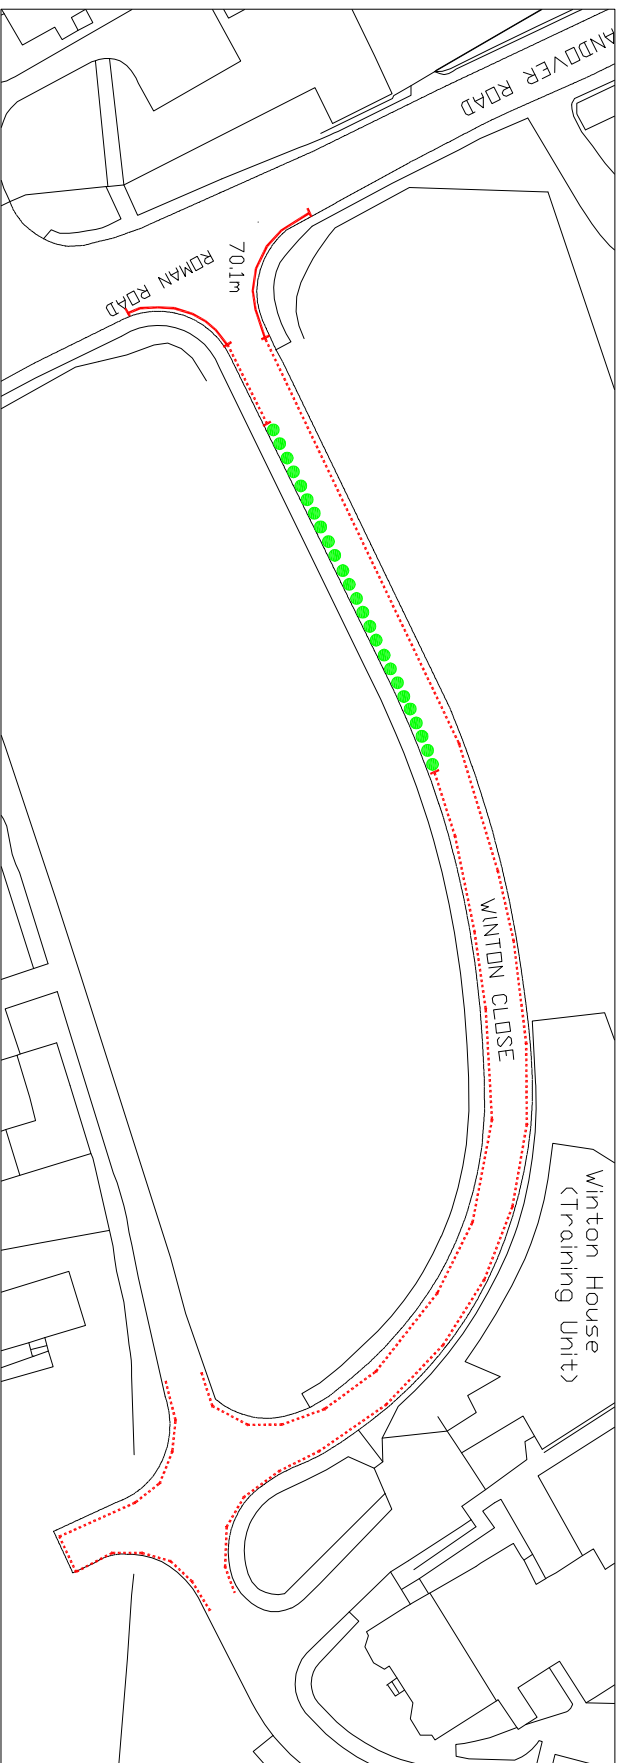 ANDOVER ROAD
70.1m
ROMAN ROAD
WINTON CLOSE
Winton House
(Training Unit)